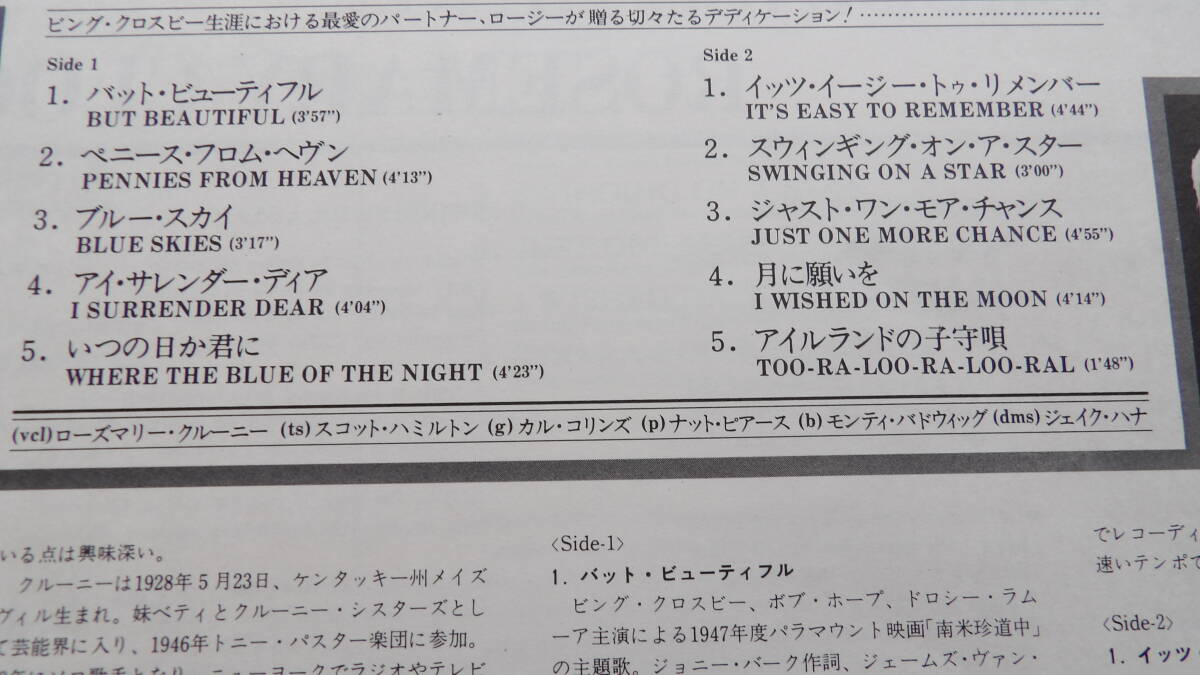 ビング・クロスビー生涯における最愛のパートナー、ロージーが贈る切々たるデディケーション！
Side 1
1. バット・ビューティフル
BUT BEAUTIFUL (3'57")
2. ペニース・フロム・ヘヴン
PENNIES FROM HEAVEN (4'13")
3. ブルー・スカイ
BLUE SKIES (3'17")
4. アイ・サレンダー・ディア
I SURRENDER DEAR (4'04")
5. いつの日か君に
WHERE THE BLUE OF THE NIGHT (4'23")
Side 2
1. イッツ・イージー・トゥ・リメンバー
IT'S EASY TO REMEMBER (4'44")
2. スウィンギング・オン・ア・スター
SWINGING ON A STAR (3'00")
3. ジャスト・ワン・モア・チャンス
JUST ONE MORE CHANCE (4'55")
4. 月に願いを
I WISHED ON THE MOON (4'14")
5. アイルランドの子守唄
TOO-RA-LOO-RA-LOO-RAL (1'48")
(vcl)ローズマリー・クルーニー (ts)スコット・ハミルトン (g)カル・コリンズ (p)ナット・ピアース (b)モンティ・バドウィッグ (dms)ジェイク・ハナ
いる点は興味深い。
クルーニーは1928年5月23日、ケンタッキー州メイズ
ヴィル生まれ。妹ベティとクルーニー・シスターズとし
て芸能界に入り、1946年トニー・パスター楽団に参加。
年にソロ歌手となり、ニューヨークでラジオやテレビ
〈Side-1〉
1. バット・ビューティフル
ビング・クロスビー、ボブ・ホープ、ドロシー・ラム
ーア主演による1947年度パラマウント映画「南米珍道中」
の主題歌。ジョニー・バーク作詞、ジェームズ・ヴァン・
でレコーディ
速いテンポで
〈Side-2〉
1. イッツ・